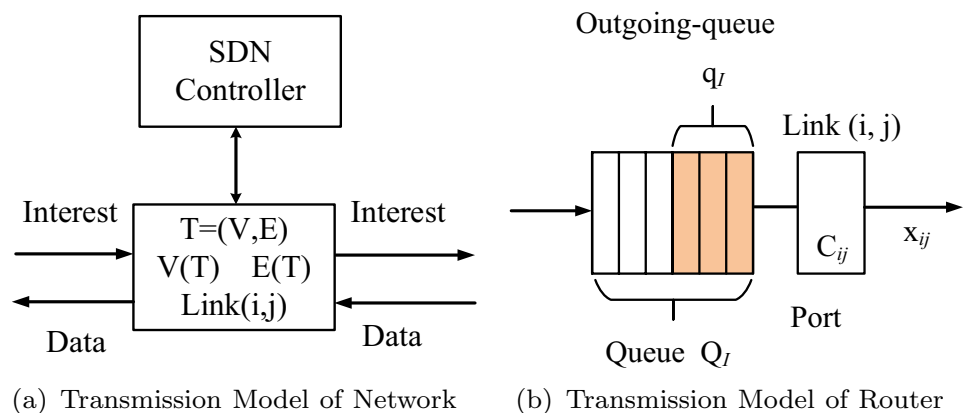 SDN
Controller
Interest
Interest
T=(V,E)
V(T) E(T)
Link(i,j)
Data
Data
(a) Transmission Model of Network
Outgoing-queue
q_I
Link (i, j)
C_ij
x_ij
Port
Queue Q_I
(b) Transmission Model of Router